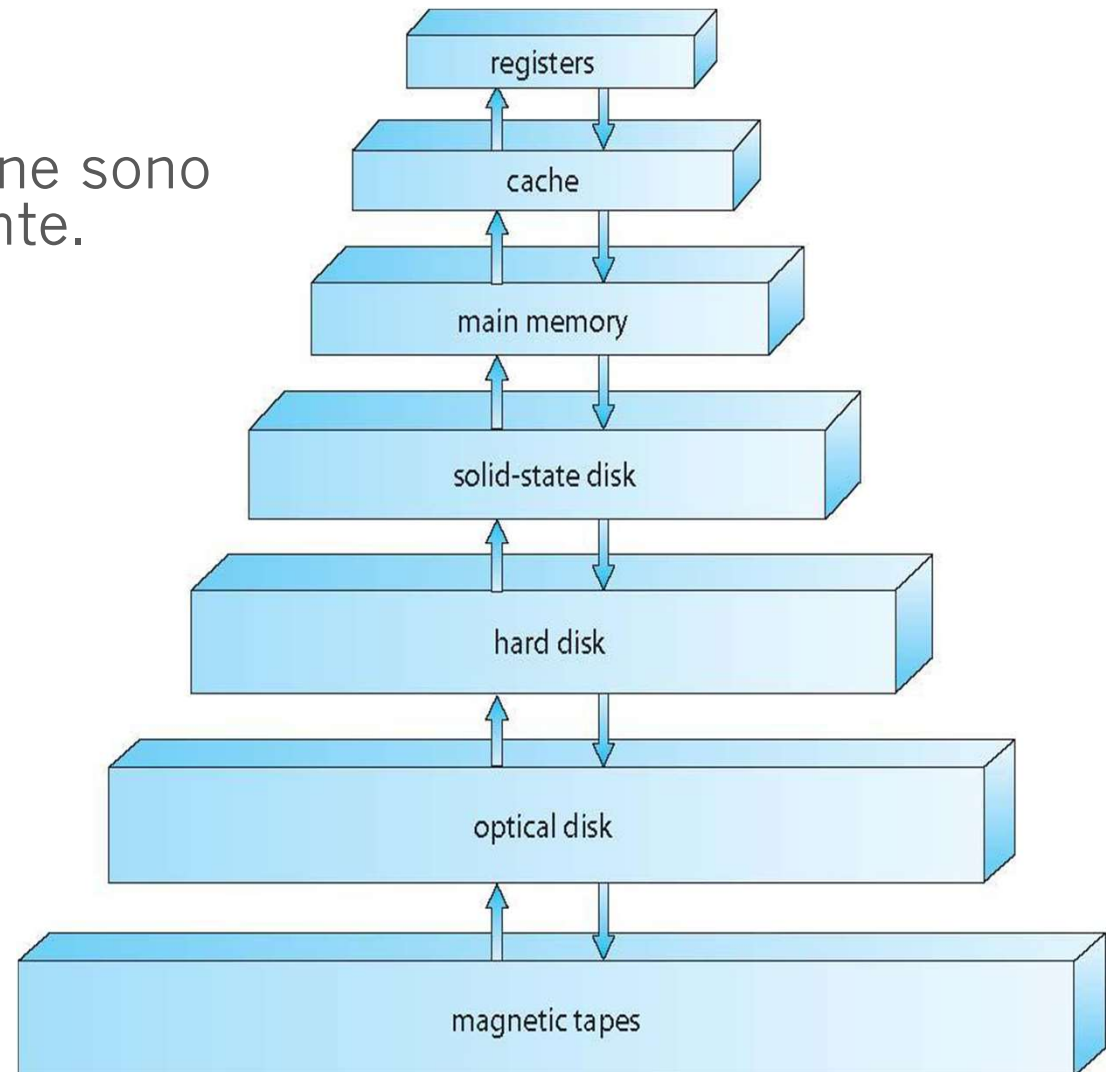 ne sono
nte.
registers
cache
main memory
solid-state disk
hard disk
optical disk
magnetic tapes